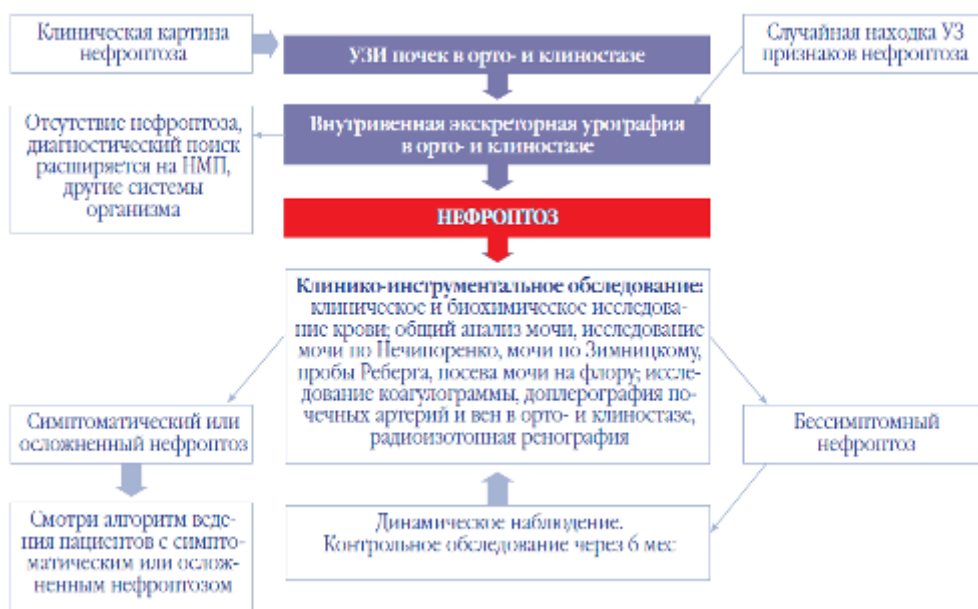 Клиническая картина
нефроптоза
УЗИ почек в орто- и клиностазе
Случайная находка УЗ
признаков нефроптоза
Отсутствие нефроптоза,
диагностический поиск
расширяется на НМП,
другие системы
организма
Внутривенная экскреторная урография
в орто- и клиностазе
НЕФРОПТОЗ
Клинико-инструментальное обследование:
клиническое и биохимическое исследова-
ние крови; общий анализ мочи, исследование
мочи по Нечипоренко, мочи по Зимницкому,
пробы Реберга, посева мочи на флору; иссле-
дование коагулограммы, доплерография по-
чечных артерий и вен в орто- и клиностазе,
радиоизотопная ренография
Симптоматический или
осложненный нефроптоз
Бессимптомный
нефроптоз
Смотри алгоритм веде-
ния пациентов с симпто-
матическим или ослож-
ненным нефроптозом
Динамическое наблюдение.
Контрольное обследование через 6 мес